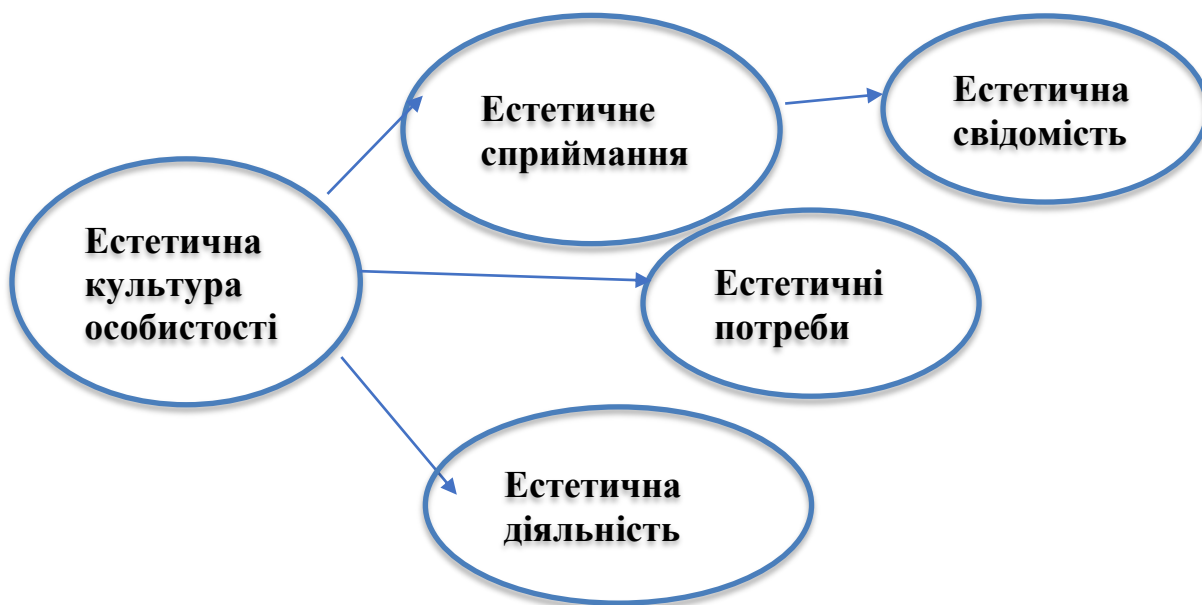 Естетична
культура
особистості
Естетичне
сприймання
Естетична
свідомість
Естетичні
потреби
Естетична
діяльність